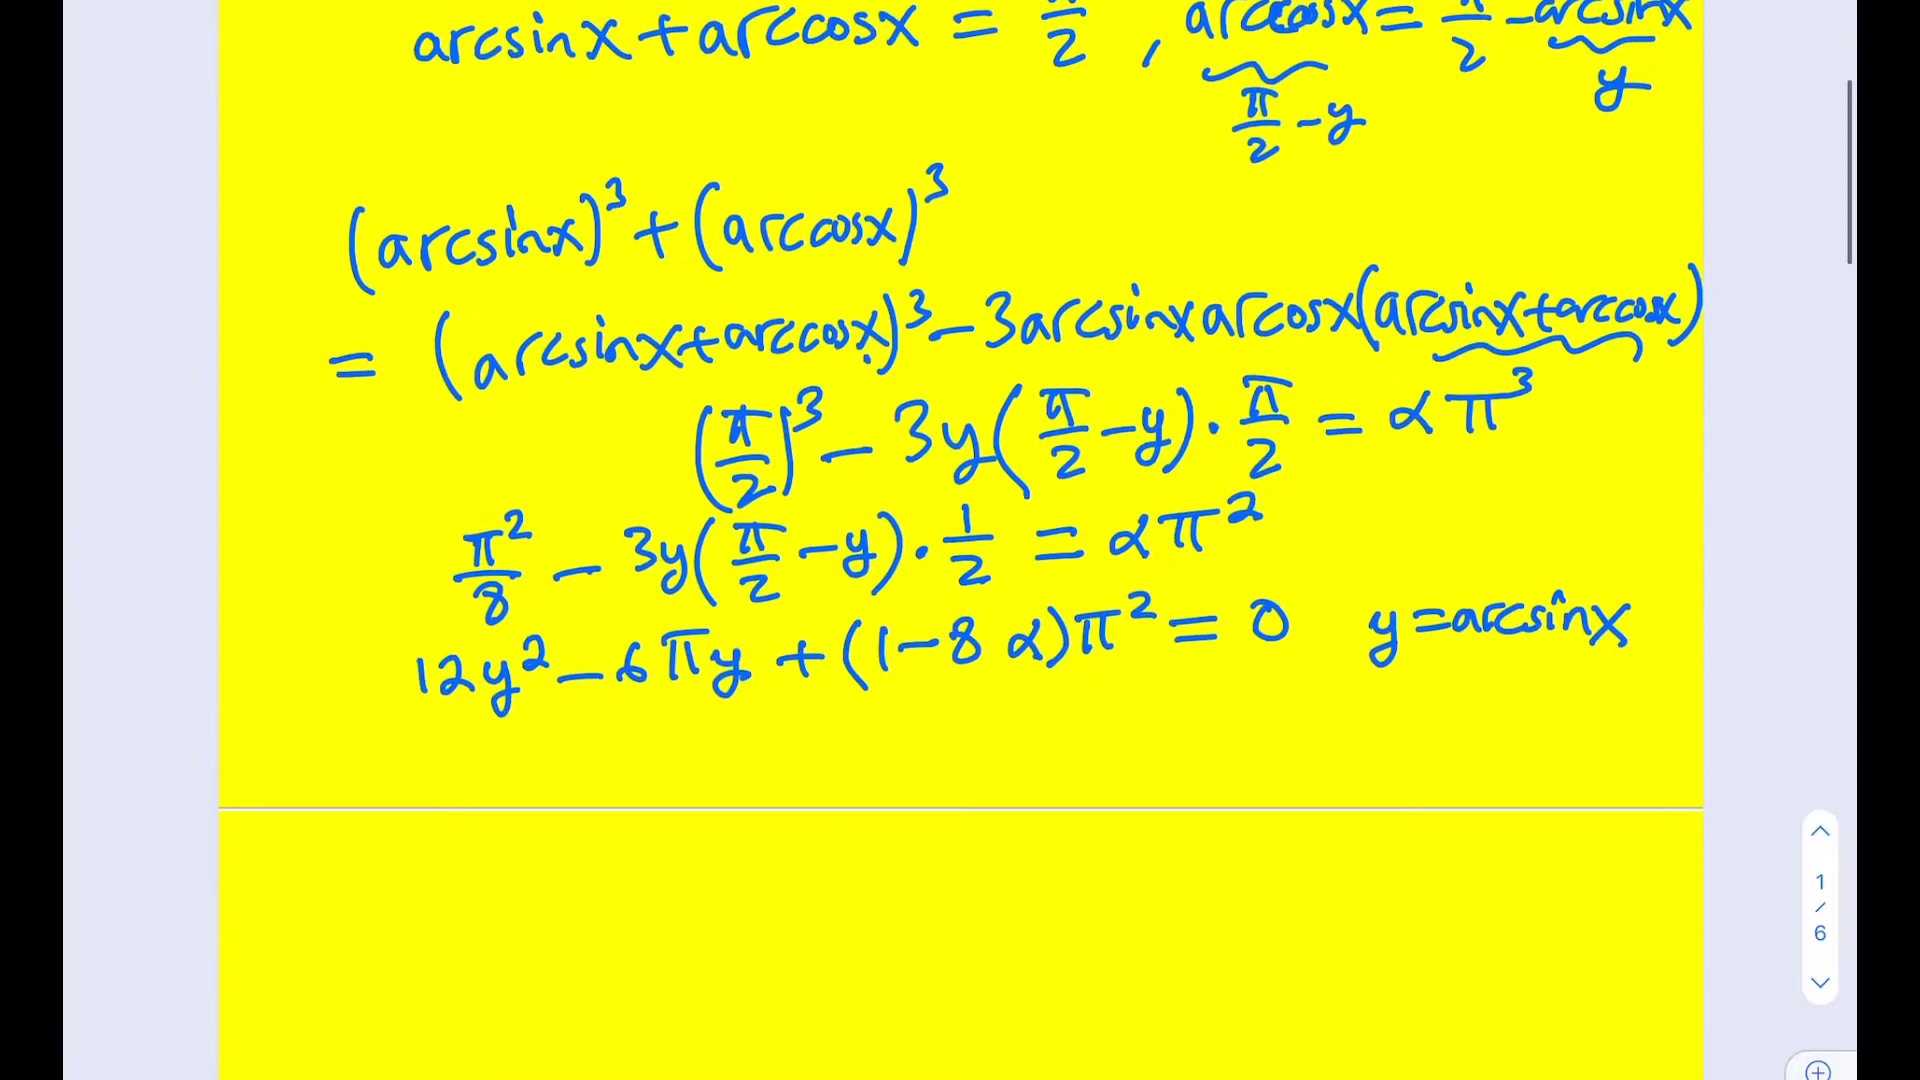 arcsinx + arccosx = π/2 , arccosx = π/2 - arcsinx
π/2 - y
y
(arcsinx)³ + (arccosx)³
= (arcsinx + arccosx)³ - 3arcsinx arcosx (arcsinx + arccosx)
(π/2)³ - 3y(π/2 - y) · π/2 = απ³
π²/8 - 3y(π/2 - y) · 1/2 = απ²
12y² - 6πy + (1 - 8α)π² = 0 y = arcsinx
1
/
6